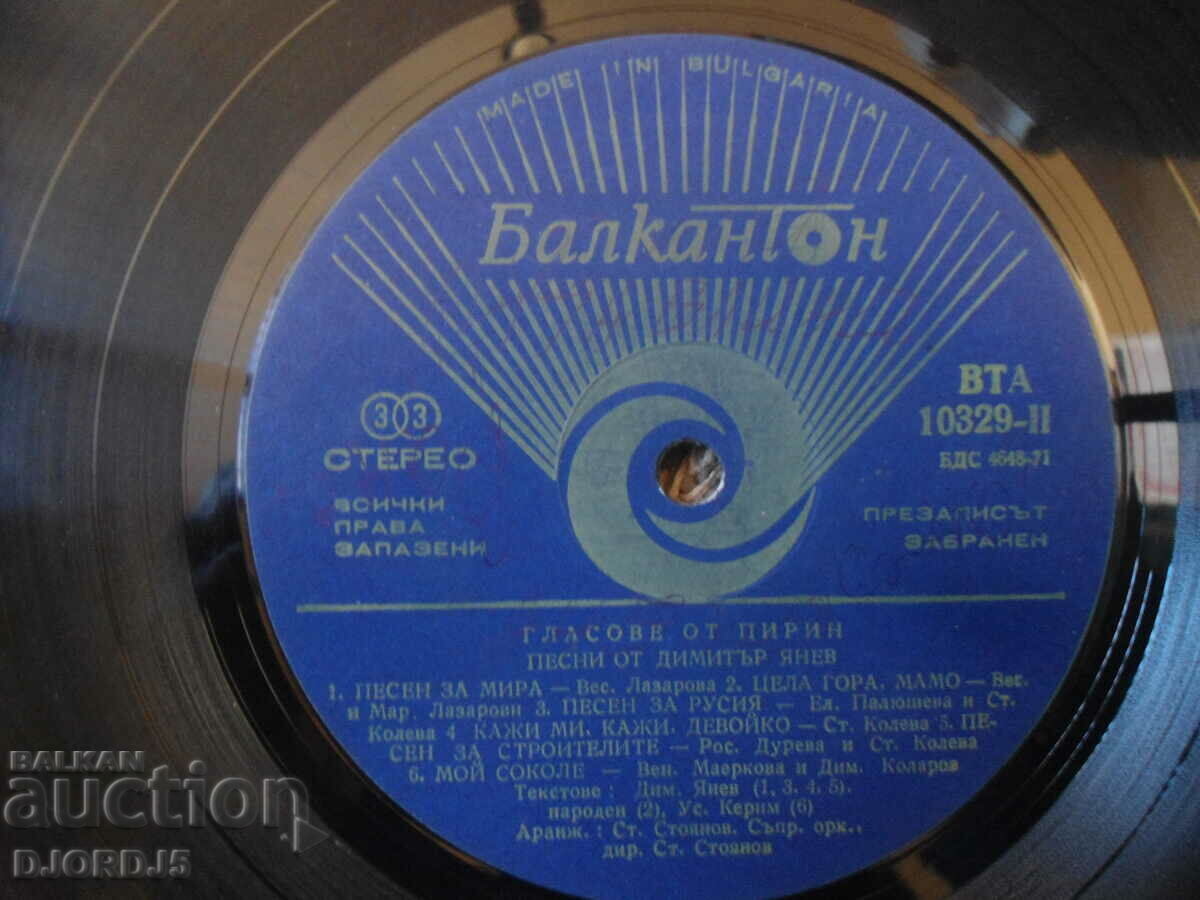 MADE IN BULGARIA
Балкантон
33
СТЕРЕО
ВСИЧКИ
ПРАВА
ЗАПАЗЕНИ
ВТА
10329-II
БДС 4648-71
ПРЕЗАПИСЪТ
ЗАБРАНЕН
ГЛАСОВЕ ОТ ПИРИН
ПЕСНИ ОТ ДИМИТЪР ЯНЕВ
1. ПЕСЕН ЗА МИРА — Вес. Лазарова 2. ЦЕЛА ГОРА, МАМО — Вес.
и Мар. Лазарови 3. ПЕСЕН ЗА РУСИЯ — Ел. Палюшева и Ст.
Колева 4. КАЖИ МИ, КАЖИ, ДЕВОЙКО — Ст. Колева 5. ПЕ-
СЕН ЗА СТРОИТЕЛИТЕ — Рос. Дурева и Ст. Колева
6. МОЙ СОКОЛЕ — Вен. Маеркова и Дим. Коларов
Текстове: Дим. Янев (1, 3, 4, 5),
народен (2), Ус. Керим (6)
Аранж.: Ст. Стоянов. Съпр. орк.,
дир. Ст. Стоянов
BALKAN
auction
DJORDJ5